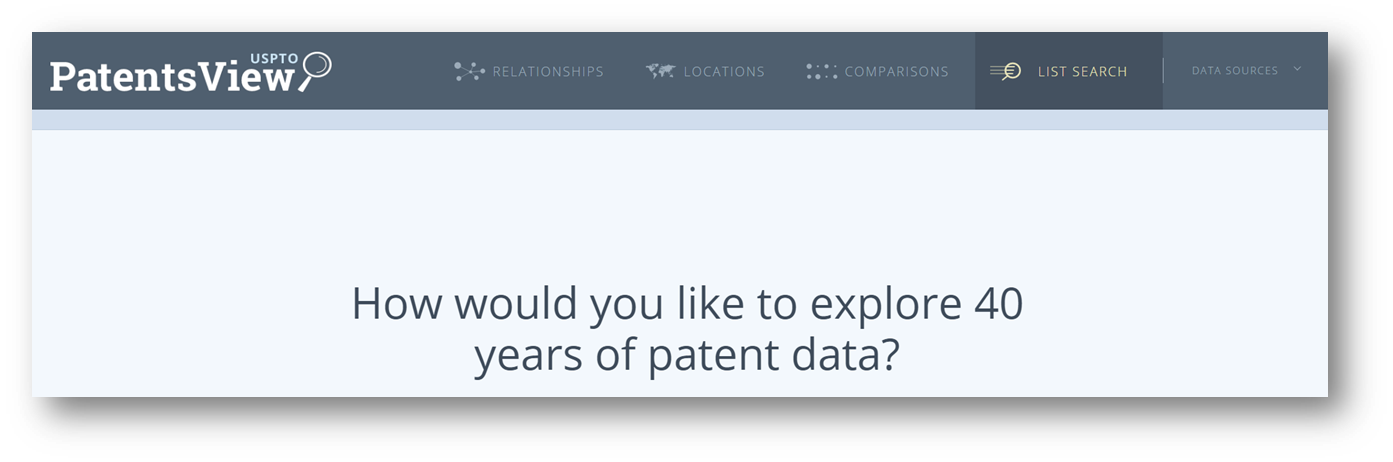 USPTO
PatentsView
RELATIONSHIPS
LOCATIONS
COMPARISONS
LIST SEARCH
DATA SOURCES
How would you like to explore 40
years of patent data?